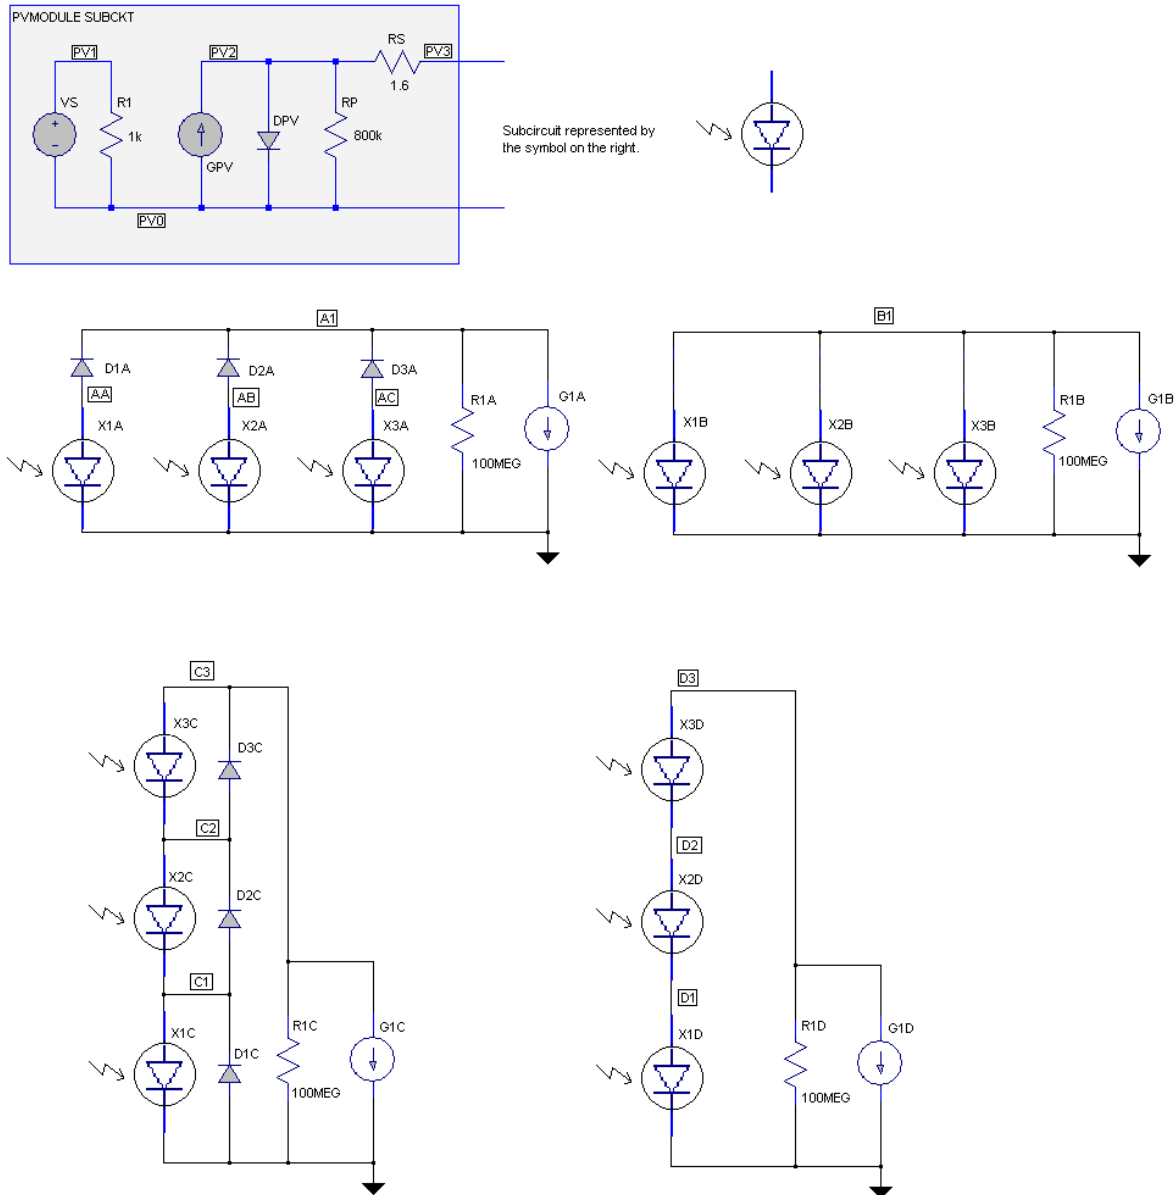 PVMODULE SUBCKT
PV1
PV2
RS
PV3
1.6
VS
R1
1k
GPV
DPV
RP
800k
PV0
Subcircuit represented by
the symbol on the right.
A1
D1A
D2A
D3A
AA
AB
AC
X1A
X2A
X3A
R1A
100MEG
G1A
B1
X1B
X2B
X3B
R1B
100MEG
G1B
C3
X3C
D3C
C2
X2C
D2C
C1
X1C
D1C
R1C
100MEG
G1C
D3
X3D
D2
X2D
D1
X1D
R1D
100MEG
G1D